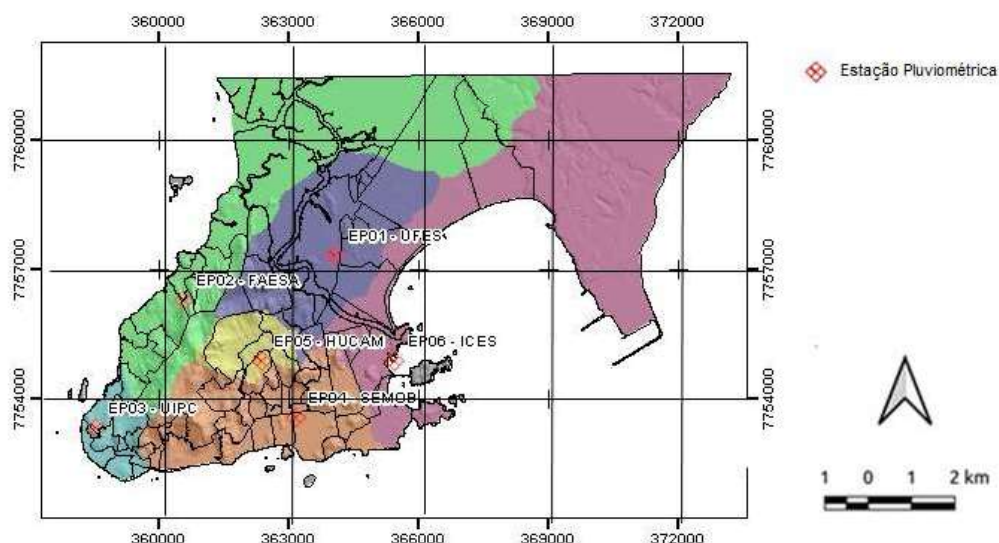 360000 363000 366000 369000 372000
Estação Pluviométrica
7760000 7760000
EP01 - UFES
7757000 7757000
EP02 - FAESA
EP05 - HUCAM EP06 - ICES
7754000 7754000
EP04 - SEMOB
EP03 - UIPC
1 0 1 2 km
360000 363000 366000 369000 372000